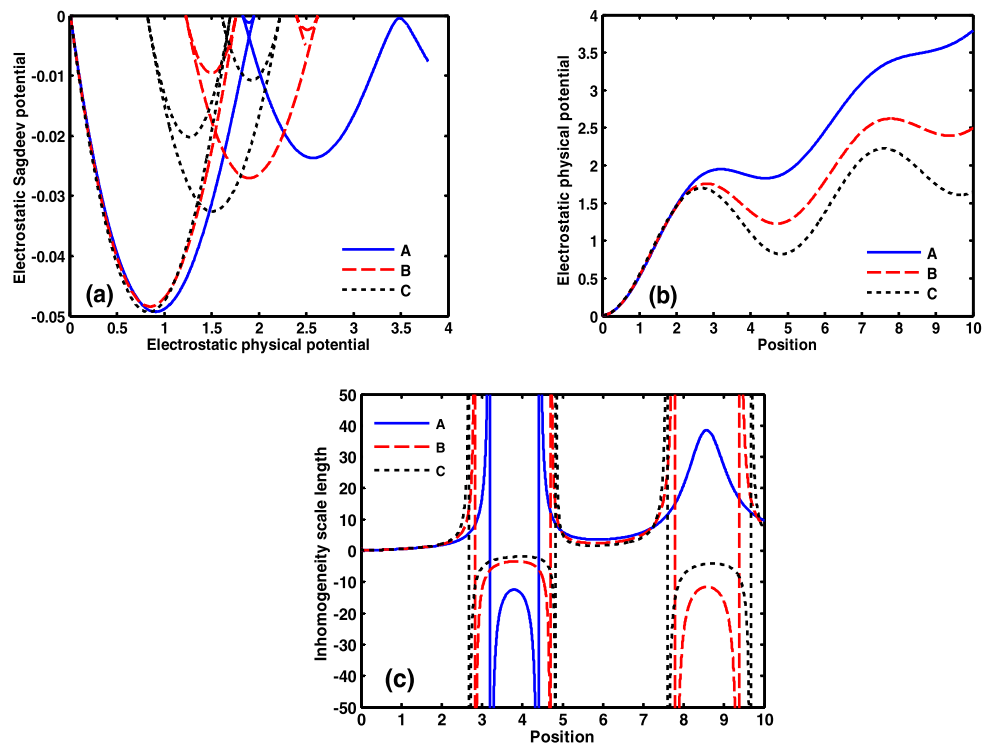 Electrostatic Sagdeev potential
0
-0.01
-0.02
-0.03
-0.04
-0.05
(a)
A
B
C
0 0.5 1 1.5 2 2.5 3 3.5 4
Electrostatic physical potential
Electrostatic physical potential
4
3.5
3
2.5
2
1.5
1
0.5
0
(b)
A
B
C
0 1 2 3 4 5 6 7 8 9 10
Position
Inhomogeneity scale length
50
40
30
20
10
0
-10
-20
-30
-40
-50
A
B
C
(c)
0 1 2 3 4 5 6 7 8 9 10
Position